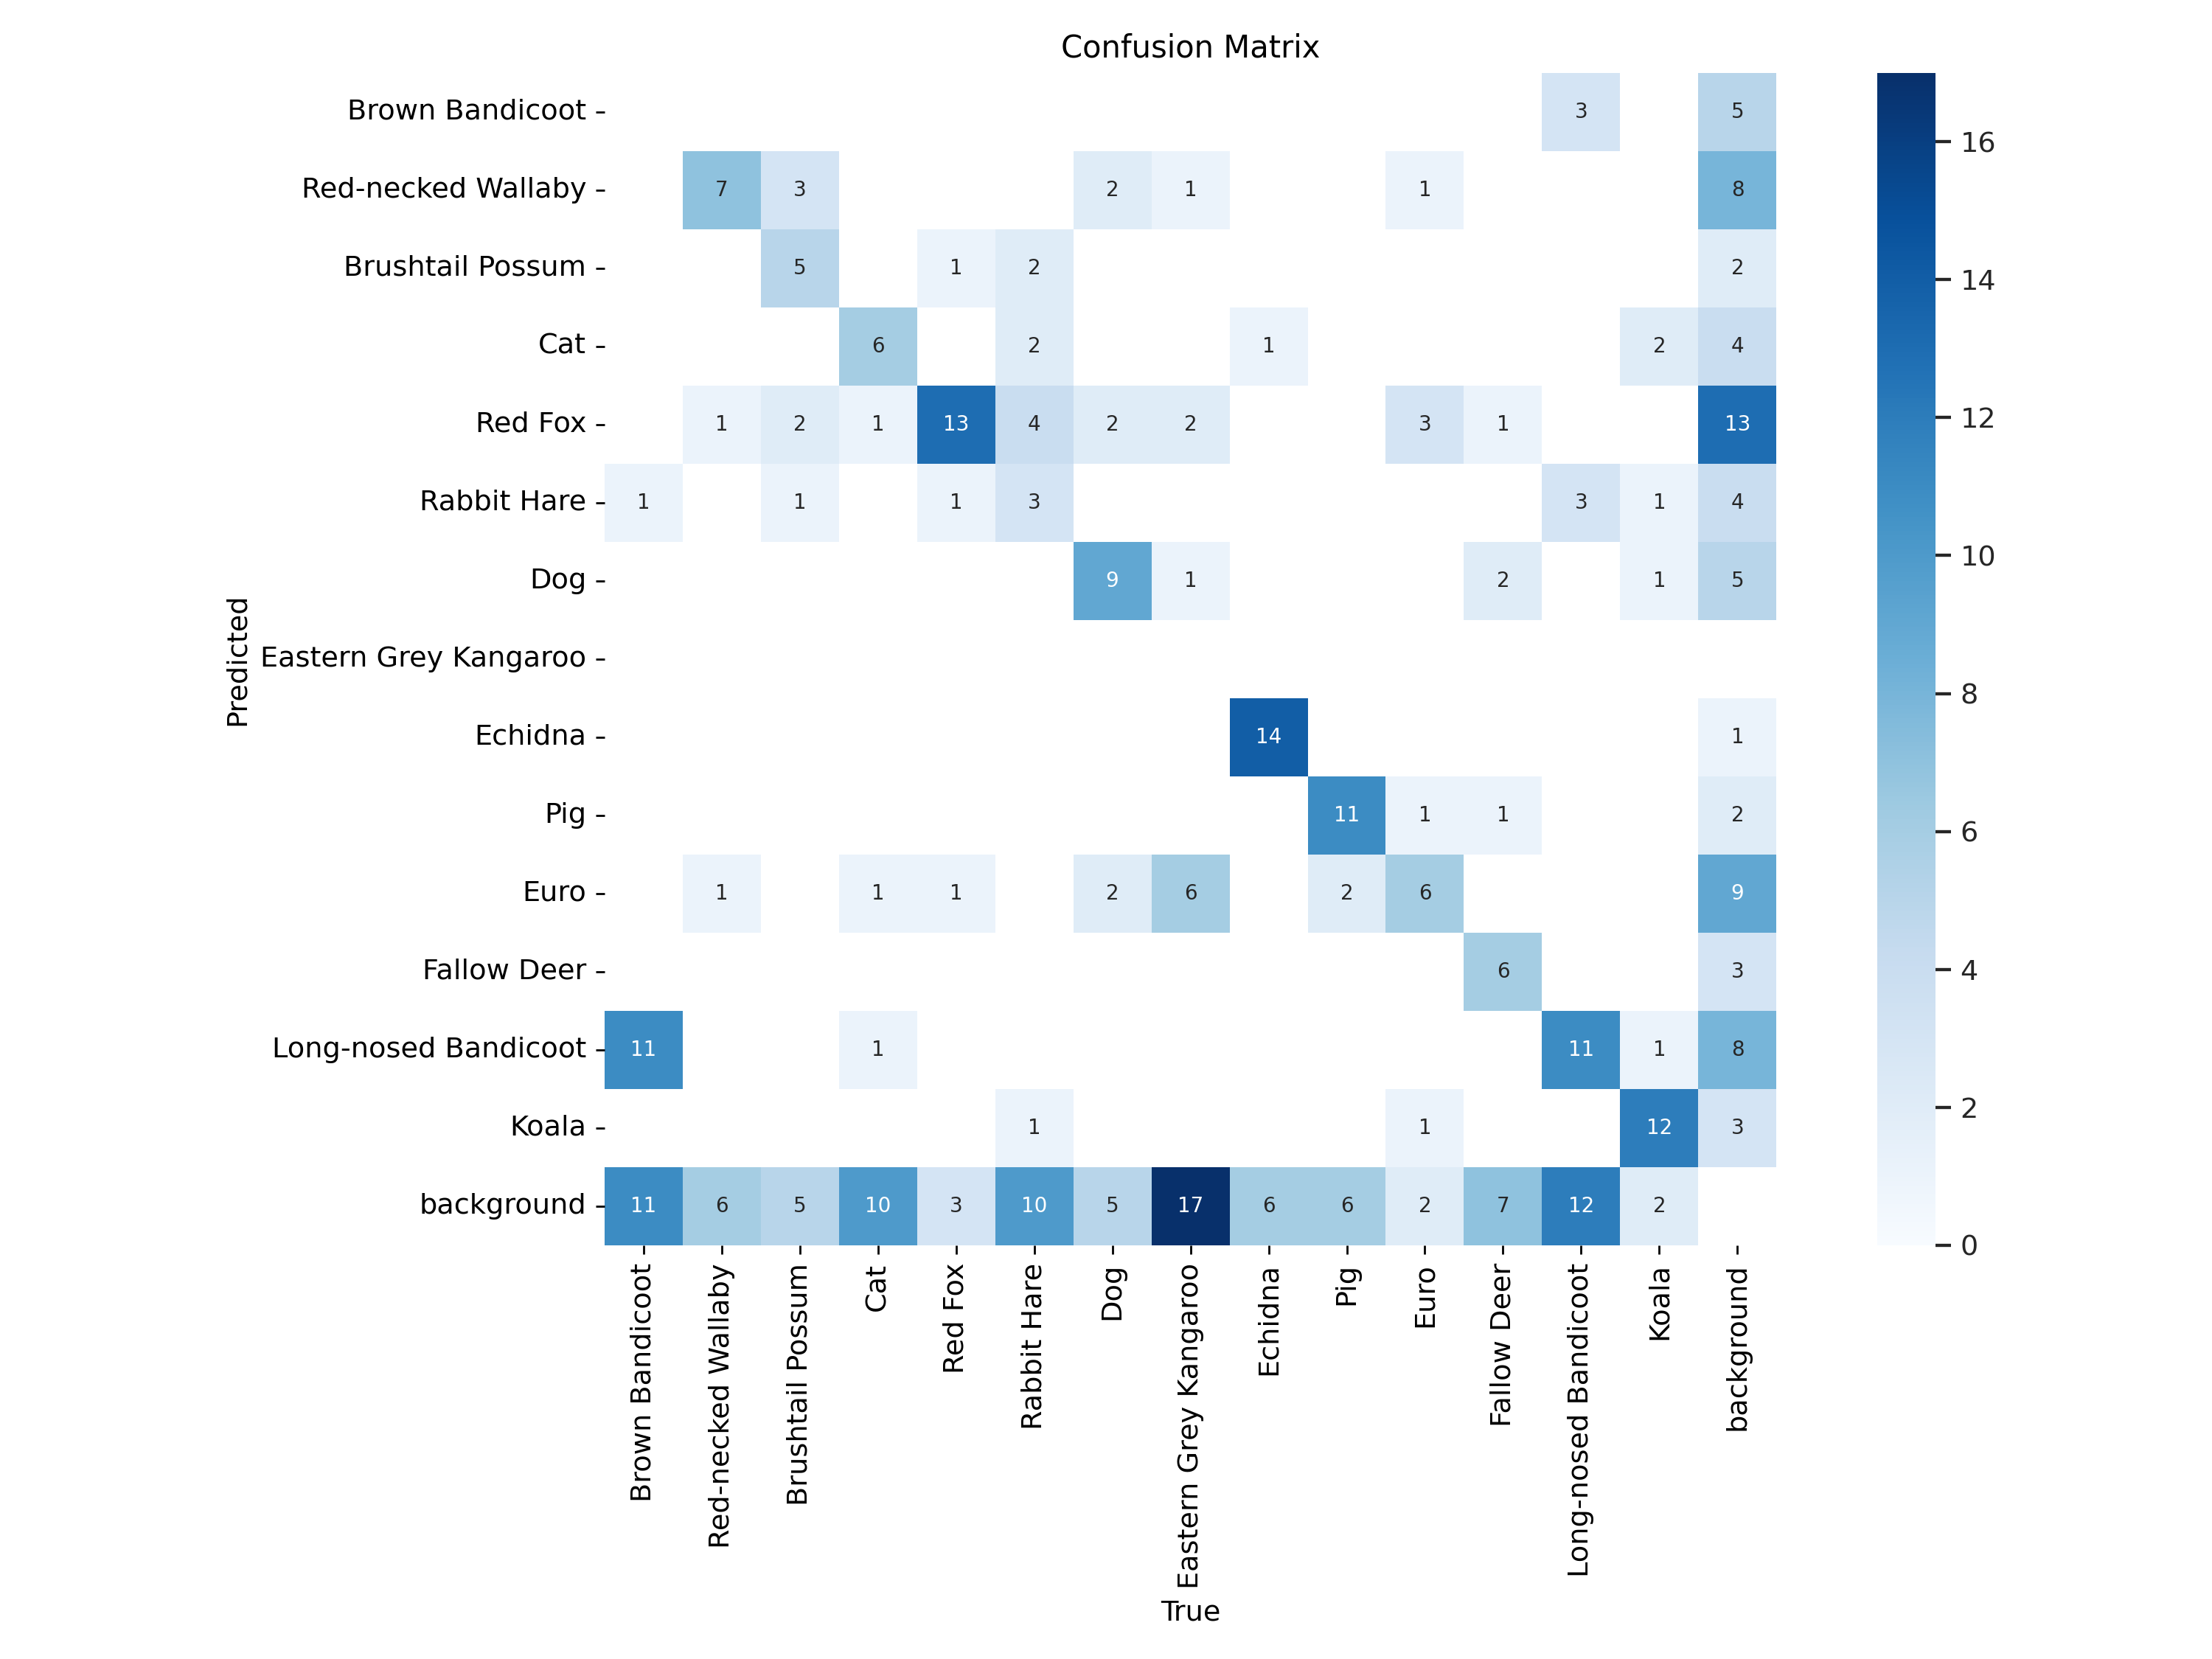 Confusion Matrix
Brown Bandicoot 3 5
Red-necked Wallaby 7 3 2 1 1 8
Brushtail Possum 5 1 2 2
Cat 6 2 1 2 4
Red Fox 1 2 1 13 4 2 2 3 1 13
Rabbit Hare 1 1 1 3 3 1 4
Dog 9 1 2 1 5
Eastern Grey Kangaroo
Echidna 14 1
Pig 11 1 1 2
Euro 1 1 1 2 6 2 6 9
Fallow Deer 6 3
Long-nosed Bandicoot 11 1 11 1 8
Koala 1 1 12 3
background 11 6 5 10 3 10 5 17 6 6 2 7 12 2
Predicted
Brown Bandicoot
Red-necked Wallaby
Brushtail Possum
Cat
Red Fox
Rabbit Hare
Dog
Eastern Grey Kangaroo
Echidna
Pig
Euro
Fallow Deer
Long-nosed Bandicoot
Koala
background
True
16
14
12
10
8
6
4
2
0